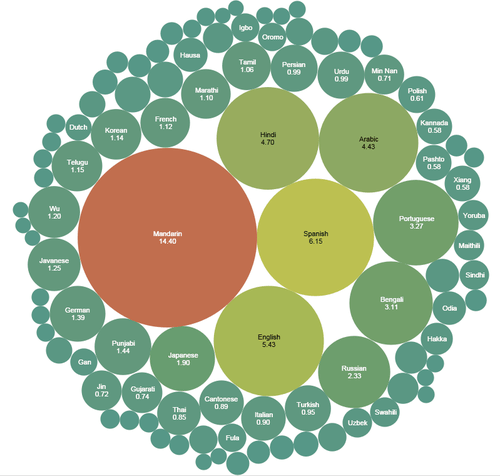 Igbo
Oromo
Hausa
Tamil
1.06
Persian
0.99
Urdu
0.99
Min Nan
0.71
Marathi
1.10
Polish
0.61
French
1.12
Korean
1.14
Dutch
Hindi
4.70
Arabic
4.43
Kannada
0.58
Pashto
0.58
Telugu
1.15
Xiang
0.58
Wu
1.20
Mandarin
14.40
Spanish
6.15
Portuguese
3.27
Yoruba
Maithili
Javanese
1.25
Sindhi
German
1.39
Bengali
3.11
Odia
Punjabi
1.44
Japanese
1.90
English
5.43
Hakka
Gan
Russian
2.33
Jin
0.72
Gujarati
0.74
Thai
0.85
Cantonese
0.89
Italian
0.90
Turkish
0.95
Swahili
Uzbek
Fula